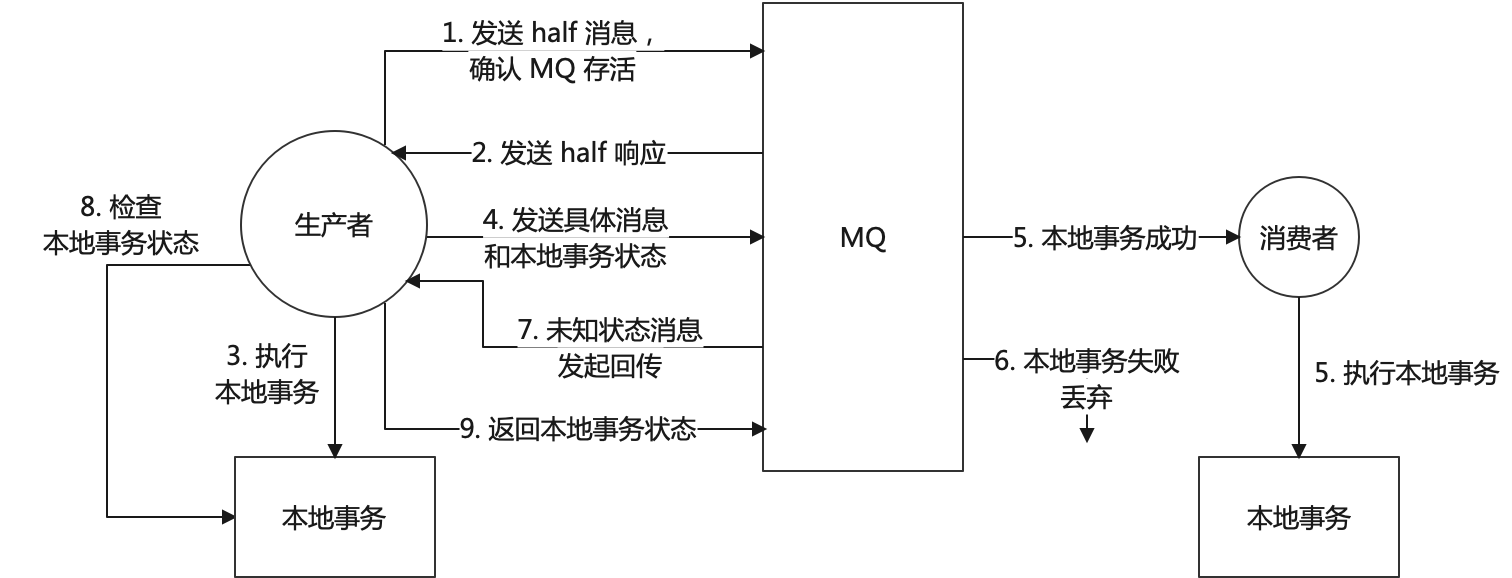 1. 发送 half 消息，
确认 MQ 存活
2. 发送 half 响应
8. 检查
本地事务状态
生产者
4. 发送具体消息
和本地事务状态
MQ
5. 本地事务成功
消费者
7. 未知状态消息
发起回传
3. 执行
本地事务
6. 本地事务失败
丢弃
5. 执行本地事务
9. 返回本地事务状态
本地事务
本地事务